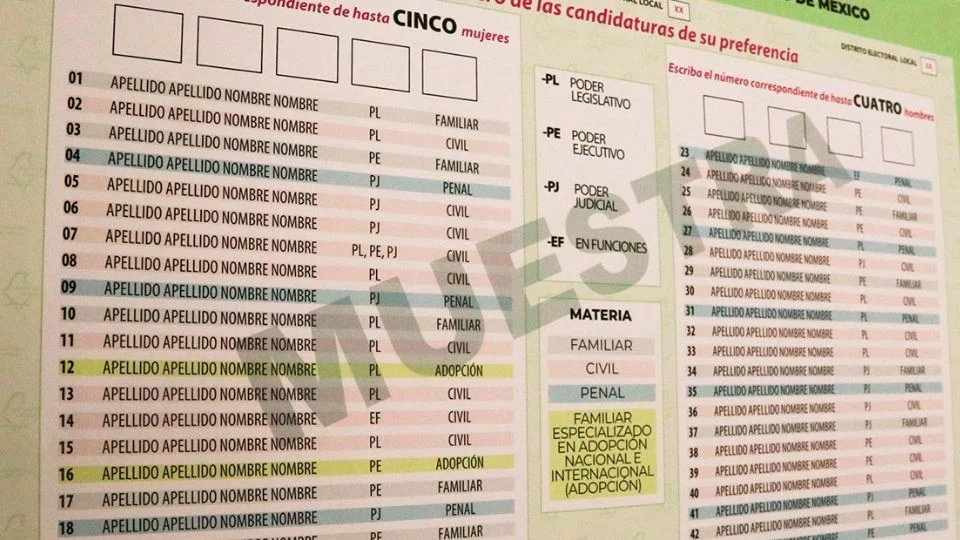 DE MÉXICO
LOCAL XX
de las candidaturas de su preferencia
DISTRITO ELECTORAL LOCAL XX
de hasta CINCO mujeres
01 APELLIDO APELLIDO NOMBRE NOMBRE PL FAMILIAR
02 APELLIDO APELLIDO NOMBRE NOMBRE PL CIVIL
03 APELLIDO APELLIDO NOMBRE NOMBRE PE FAMILIAR
04 APELLIDO APELLIDO NOMBRE NOMBRE PJ PENAL
05 APELLIDO APELLIDO NOMBRE NOMBRE PJ CIVIL
06 APELLIDO APELLIDO NOMBRE NOMBRE PJ CIVIL
07 APELLIDO APELLIDO NOMBRE NOMBRE PL, PE, PJ CIVIL
08 APELLIDO APELLIDO NOMBRE NOMBRE PL CIVIL
09 APELLIDO APELLIDO NOMBRE NOMBRE PJ PENAL
10 APELLIDO APELLIDO NOMBRE NOMBRE PL FAMILIAR
11 APELLIDO APELLIDO NOMBRE NOMBRE PL CIVIL
12 APELLIDO APELLIDO NOMBRE NOMBRE PL ADOPCIÓN
13 APELLIDO APELLIDO NOMBRE NOMBRE PL CIVIL
14 APELLIDO APELLIDO NOMBRE NOMBRE EF CIVIL
15 APELLIDO APELLIDO NOMBRE NOMBRE PL CIVIL
16 APELLIDO APELLIDO NOMBRE NOMBRE PE ADOPCIÓN
17 APELLIDO APELLIDO NOMBRE NOMBRE PE FAMILIAR
18 APELLIDO APELLIDO NOMBRE NOMBRE PJ PENAL
APELLIDO APELLIDO NOMBRE NOMBRE PE FAMILIAR
-PL PODER
LEGISLATIVO
-PE PODER
EJECUTIVO
-PJ PODER
JUDICIAL
-EF EN FUNCIONES
MATERIA
FAMILIAR
CIVIL
PENAL
FAMILIAR
ESPECIALIZADO
EN ADOPCIÓN
NACIONAL E
INTERNACIONAL
(ADOPCIÓN)
MUESTRA
Escriba el número correspondiente de hasta CUATRO hombres
23 APELLIDO APELLIDO NOMBRE NOMBRE EF PENAL
24 APELLIDO APELLIDO NOMBRE NOMBRE PE CIVIL
25 APELLIDO APELLIDO NOMBRE NOMBRE PE FAMILIAR
26 APELLIDO APELLIDO NOMBRE NOMBRE PE CIVIL
27 APELLIDO APELLIDO NOMBRE NOMBRE PL PENAL
28 APELLIDO APELLIDO NOMBRE NOMBRE PJ CIVIL
29 APELLIDO APELLIDO NOMBRE NOMBRE PE FAMILIAR
30 APELLIDO APELLIDO NOMBRE NOMBRE PL CIVIL
31 APELLIDO APELLIDO NOMBRE NOMBRE PL PENAL
32 APELLIDO APELLIDO NOMBRE NOMBRE PL CIVIL
33 APELLIDO APELLIDO NOMBRE NOMBRE PL CIVIL
34 APELLIDO APELLIDO NOMBRE NOMBRE PJ FAMILIAR
35 APELLIDO APELLIDO NOMBRE NOMBRE PJ PENAL
36 APELLIDO APELLIDO NOMBRE NOMBRE PJ CIVIL
37 APELLIDO APELLIDO NOMBRE NOMBRE PJ FAMILIAR
38 APELLIDO APELLIDO NOMBRE NOMBRE PE CIVIL
39 APELLIDO APELLIDO NOMBRE NOMBRE PE CIVIL
40 APELLIDO APELLIDO NOMBRE NOMBRE PL CIVIL
41 APELLIDO APELLIDO NOMBRE NOMBRE PJ PENAL
42 APELLIDO APELLIDO NOMBRE NOMBRE PL FAMILIAR
PE PENAL